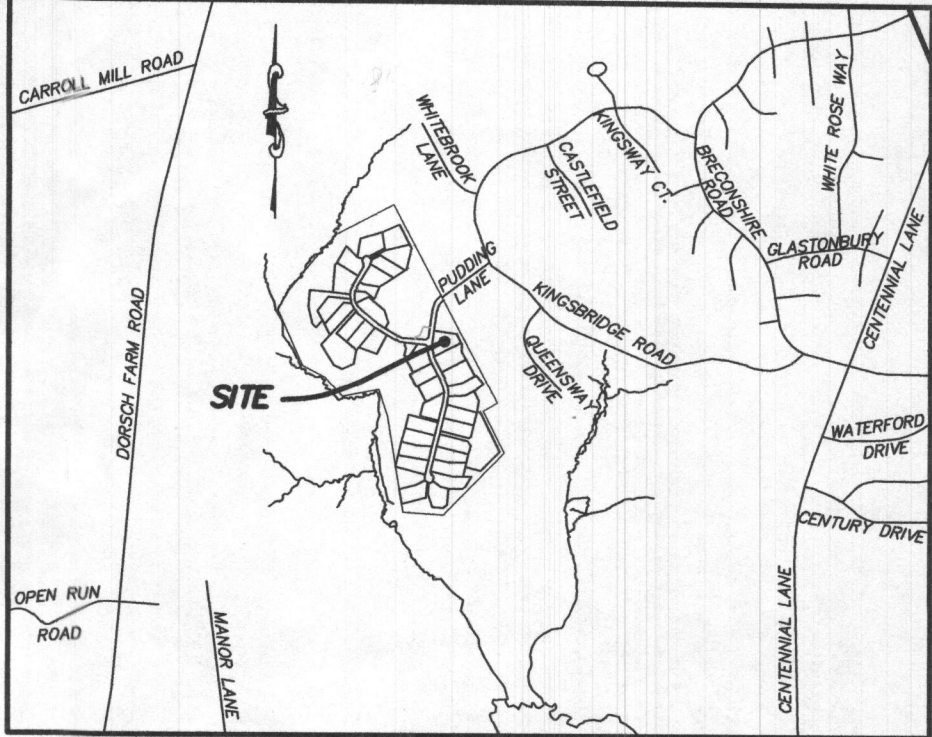 CARROLL MILL ROAD
WHITEBROOK
LANE
KINGSWAY CT.
CASTLEFIELD
STREET
BRECONSHIRE
ROAD
WHITE ROSE WAY
GLASTONBURY
ROAD
CENTENNIAL LANE
PUDDING
LANE
KINGSBRIDGE ROAD
QUEENSWAY
DRIVE
DORSCH FARM ROAD
SITE
WATERFORD
DRIVE
CENTURY DRIVE
OPEN RUN
ROAD
MANOR LANE
CENTENNIAL LANE